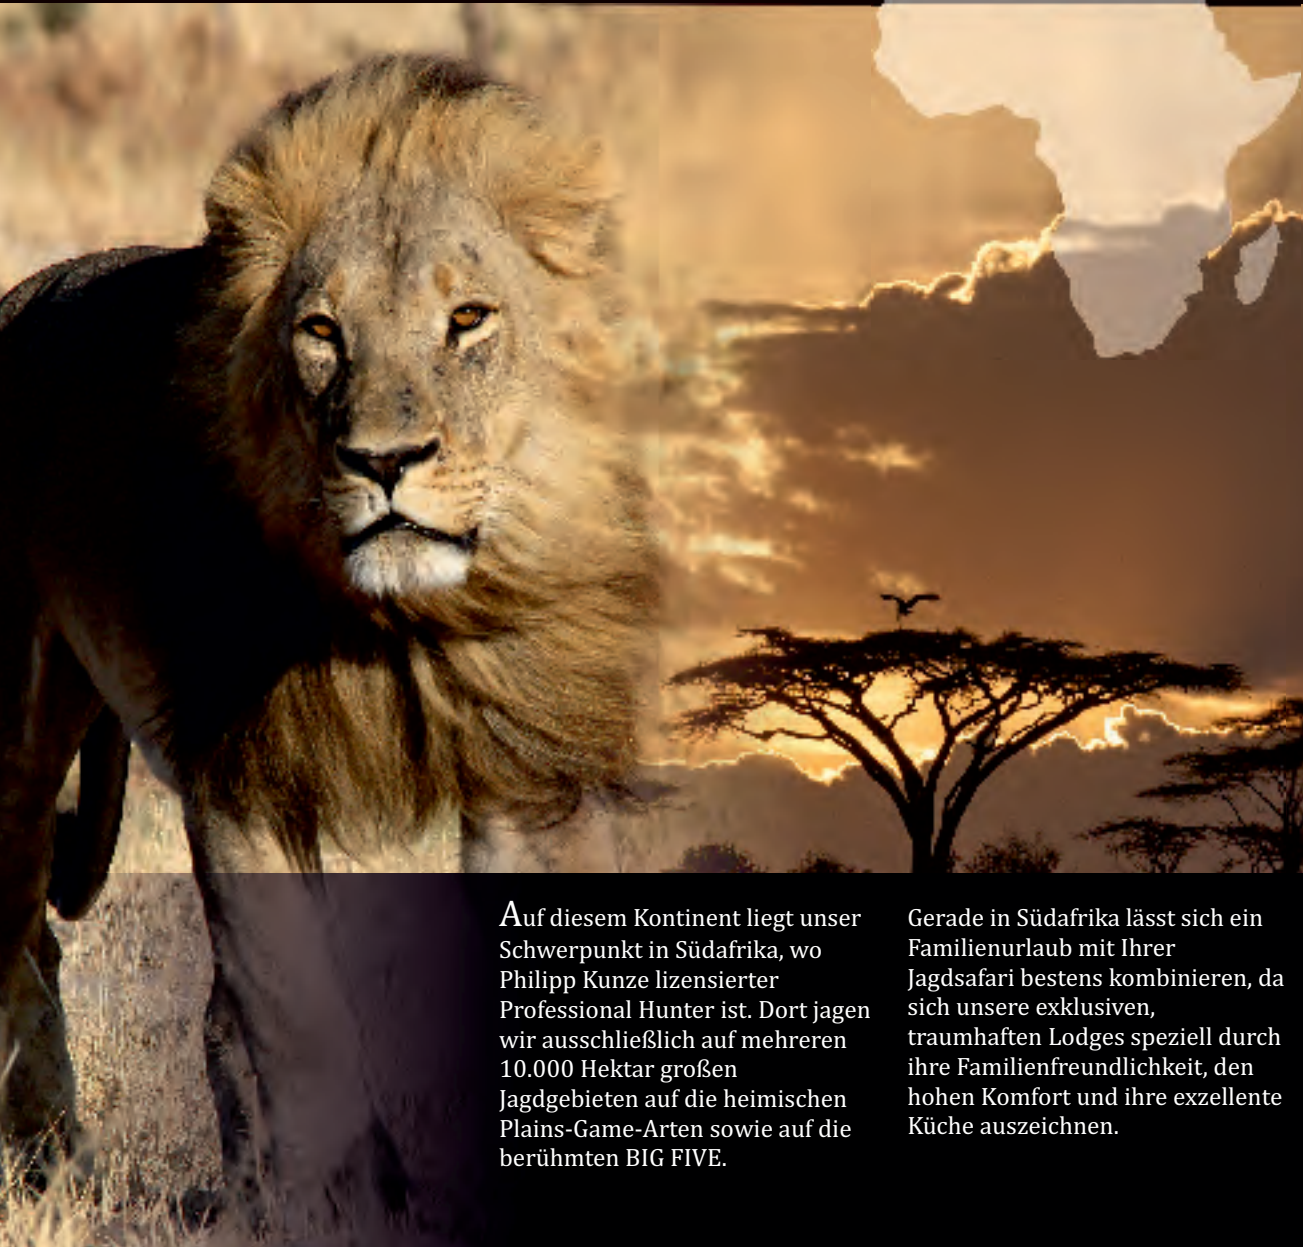 Auf diesem Kontinent liegt unser
Schwerpunkt in Südafrika, wo
Philipp Kunze lizensierter
Professional Hunter ist. Dort jagen
wir ausschließlich auf mehreren
10.000 Hektar großen
Jagdgebieten auf die heimischen
Plains-Game-Arten sowie auf die
berühmten BIG FIVE.
Gerade in Südafrika lässt sich ein
Familienurlaub mit Ihrer
Jagdsafari bestens kombinieren, da
sich unsere exklusiven,
traumhaften Lodges speziell durch
ihre Familienfreundlichkeit, den
hohen Komfort und ihre exzellente
Küche auszeichnen.